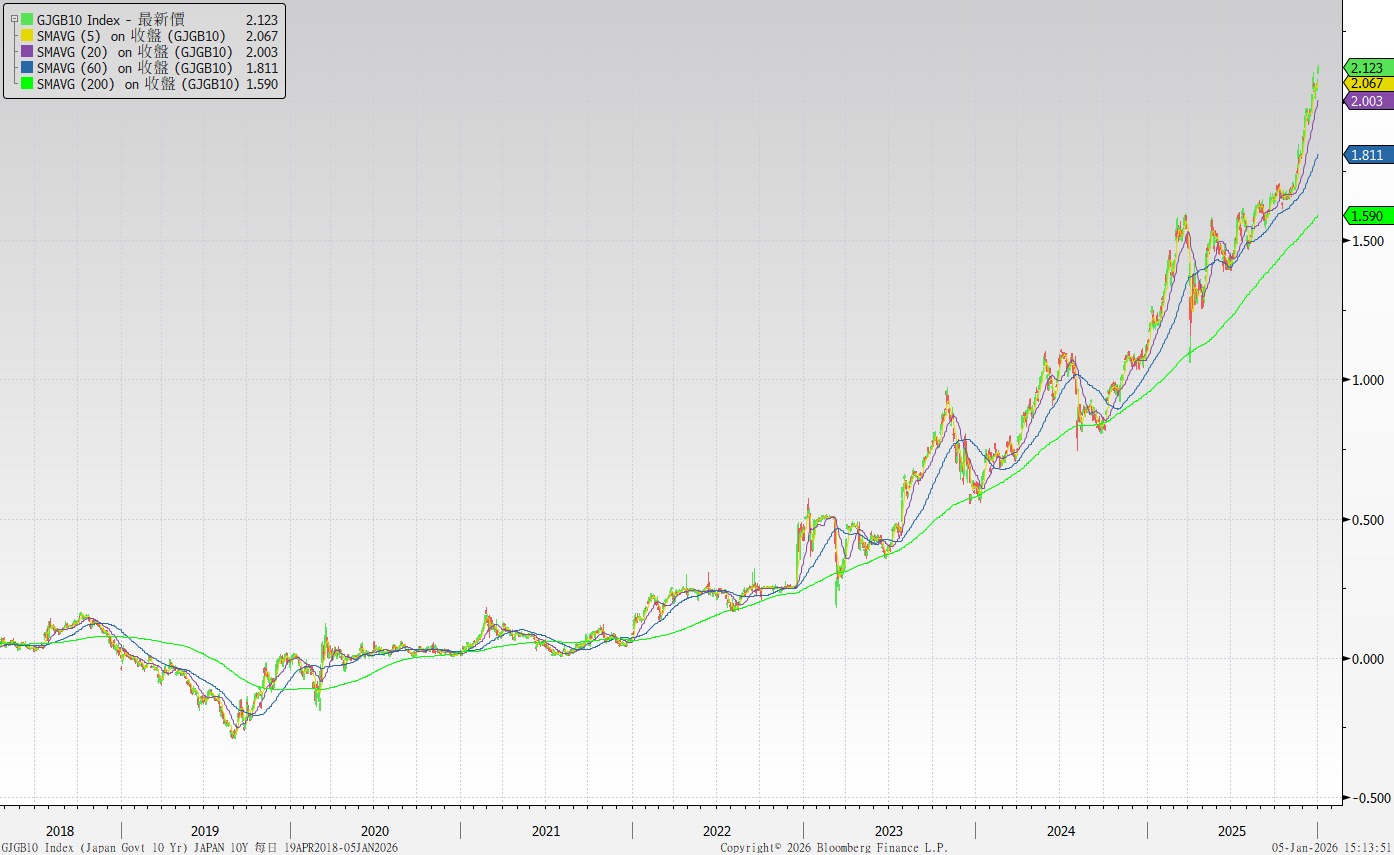 GJGB10 Index - 最新價 2.123
SMAVG (5) on 收盤 (GJGB10) 2.067
SMAVG (20) on 收盤 (GJGB10) 2.003
SMAVG (60) on 收盤 (GJGB10) 1.811
SMAVG (200) on 收盤 (GJGB10) 1.590
2.123
2.067
2.003
1.811
1.590
1.500
1.000
0.500
0.000
-0.500
2018 2019 2020 2021 2022 2023 2024 2025
GJGB10 Index (Japan Govt 10 Yr) JAPAN 10Y 每日 19APR2018-05JAN2026 Copyright© 2026 Bloomberg Finance L.P. 05-Jan-2026 15:13:51